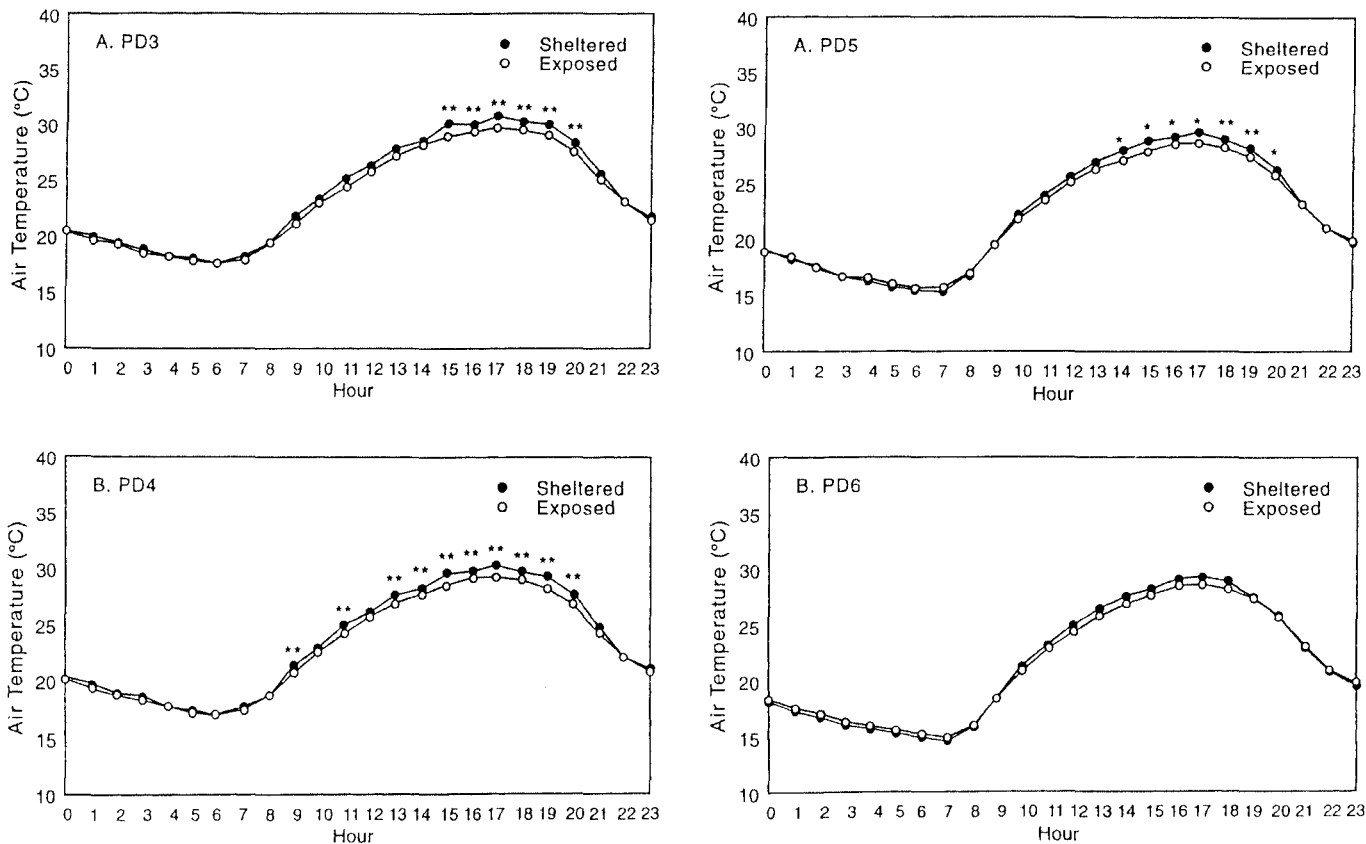 A. PD3
Sheltered
Exposed
Air Temperature (°C)
40
35
30
25
20
15
10
** ** ** ** ** **
0 1 2 3 4 5 6 7 8 9 10 11 12 13 14 15 16 17 18 19 20 21 22 23
Hour
A. PD5
Sheltered
Exposed
Air Temperature (°C)
40
35
30
25
20
15
10
* * * * ** ** *
0 1 2 3 4 5 6 7 8 9 10 11 12 13 14 15 16 17 18 19 20 21 22 23
Hour
B. PD4
Sheltered
Exposed
Air Temperature (°C)
40
35
30
25
20
15
10
** ** ** ** ** ** ** ** ** **
0 1 2 3 4 5 6 7 8 9 10 11 12 13 14 15 16 17 18 19 20 21 22 23
Hour
B. PD6
Sheltered
Exposed
Air Temperature (°C)
40
35
30
25
20
15
10
0 1 2 3 4 5 6 7 8 9 10 11 12 13 14 15 16 17 18 19 20 21 22 23
Hour